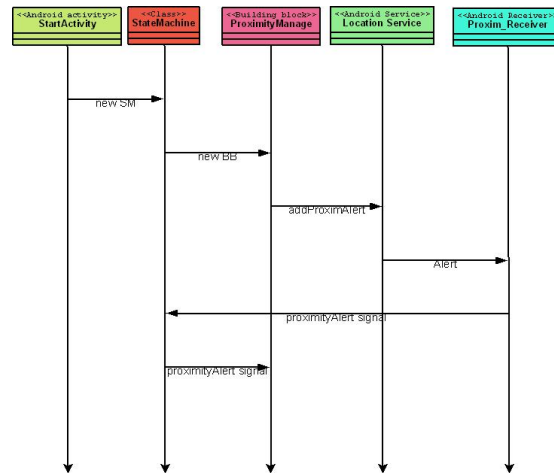 <<Android activity>>
StartActivity
<<Class>>
StateMachine
<<Building block>>
ProximityManage
<<Android Service>>
Location Service
<<Android Receiver>>
Proxim_Receiver
new SM
new BB
addProximAlert
Alert
proximityAlert signal
proximityAlert signal